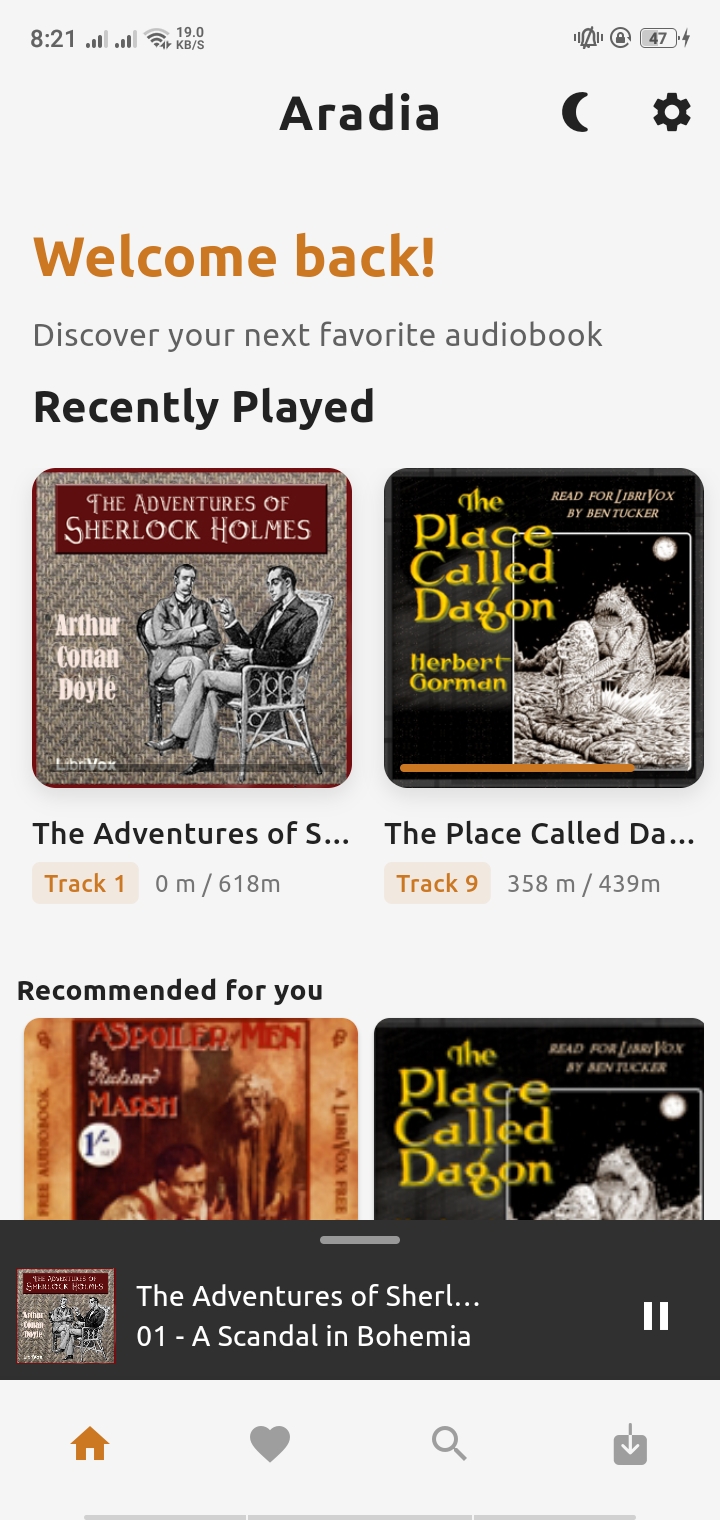 8:21
19.0
KB/S
47
Aradia
Welcome back!
Discover your next favorite audiobook
Recently Played
The Adventures of
Sherlock Holmes
Arthur
Conan
Doyle
LibriVox
The
Place
Called
Dagon
Herbert
Gorman
READ FOR LIBRIVOX
BY BEN TUCKER
The Adventures of S...
Track 1
0 m / 618m
The Place Called Da...
Track 9
358 m / 439m
Recommended for you
A SPOILER OF MEN
by
Richard
MARSH
1/-
NET
FREE AUDIOBOOK
A LIBRIVOX FREE
The
Place
Called
Dagon
READ FOR LIBRIVOX
BY BEN TUCKER
The Adventures of
Sherlock Holmes
Arthur
Conan
Doyle
The Adventures of Sherl...
01 - A Scandal in Bohemia